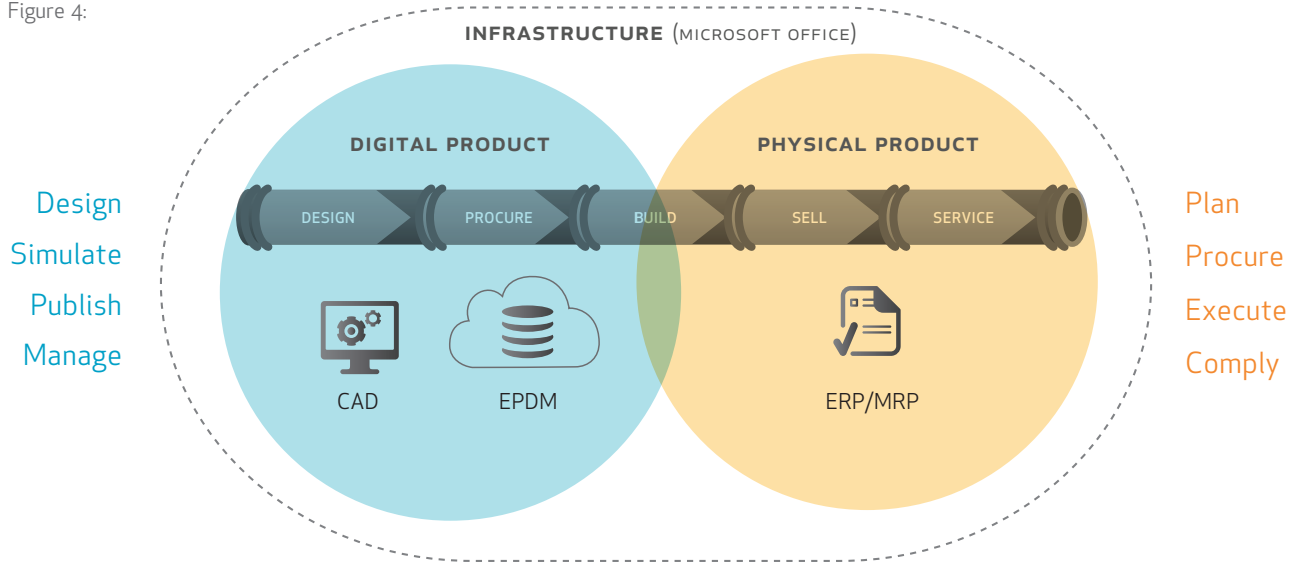 Figure 4:
INFRASTRUCTURE (MICROSOFT OFFICE)
DIGITAL PRODUCT
PHYSICAL PRODUCT
Design
Simulate
Publish
Manage
DESIGN
PROCURE
BUILD
SELL
SERVICE
CAD
EPDM
ERP/MRP
Plan
Procure
Execute
Comply